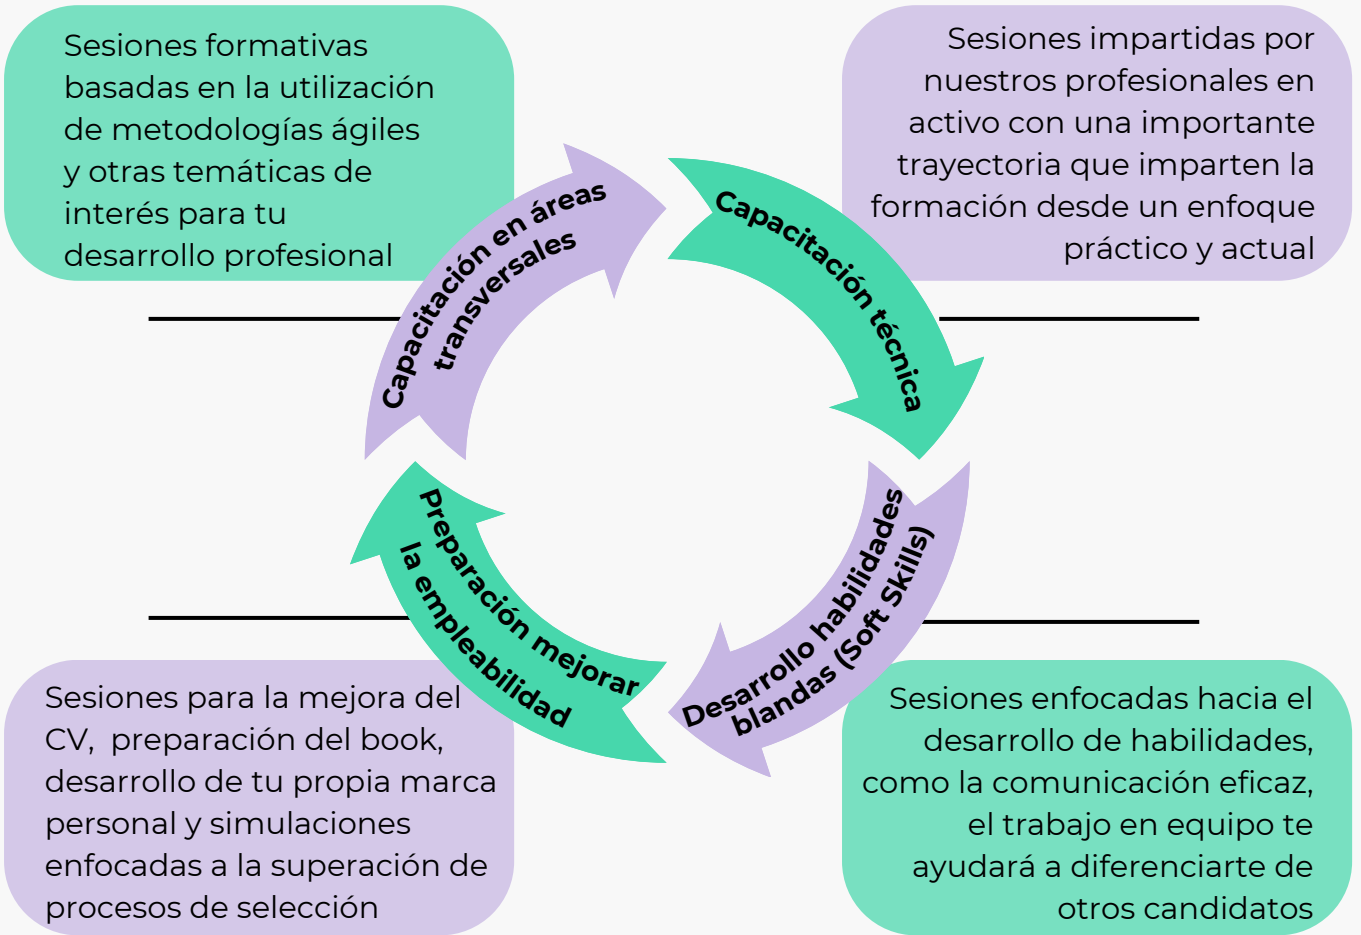 Sesiones formativas
basadas en la utilización
de metodologías ágiles
y otras temáticas de
interés para tu
desarrollo profesional
Sesiones impartidas por
nuestros profesionales en
activo con una importante
trayectoria que imparten la
formación desde un enfoque
práctico y actual
Capacitación en áreas
transversales
Capacitación técnica
Preparación mejorar
la empleabilidad
Desarrollo habilidades
blandas (Soft Skills)
Sesiones para la mejora del
CV,  preparación del book,
desarrollo de tu propia marca
personal y simulaciones
enfocadas a la superación de
procesos de selección
Sesiones enfocadas hacia el
desarrollo de habilidades,
como la comunicación eficaz,
el trabajo en equipo te
ayudará a diferenciarte de
otros candidatos